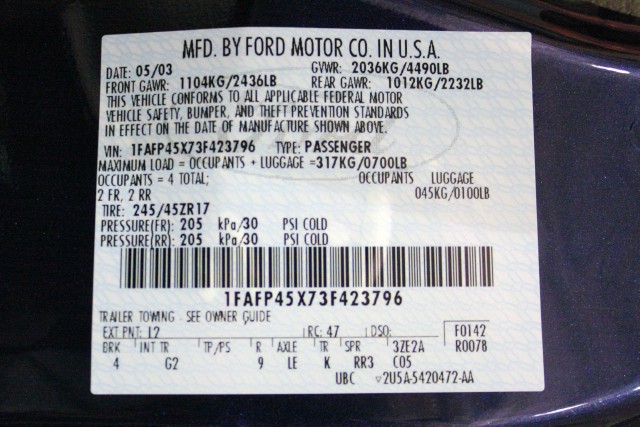 MFD. BY FORD MOTOR CO. IN U.S.A.
DATE: 05/03 GVWR: 2036KG/4490LB
FRONT GAWR: 1104KG/2436LB REAR GAWR: 1012KG/2232LB
THIS VEHICLE CONFORMS TO ALL APPLICABLE FEDERAL MOTOR
VEHICLE SAFETY, BUMPER, AND THEFT PREVENTION STANDARDS
IN EFFECT ON THE DATE OF MANUFACTURE SHOWN ABOVE.
VIN: 1FAFP45X73F423796 TYPE: PASSENGER
MAXIMUM LOAD = OCCUPANTS + LUGGAGE =317KG/0700LB
OCCUPANTS = 4 TOTAL; OCCUPANTS LUGGAGE
2 FR, 2 RR 045KG/0100LB
TIRE: 245/45ZR17
PRESSURE(FR): 205 kPa/30 PSI COLD
PRESSURE(RR): 205 kPa/30 PSI COLD
1FAFP45X73F423796
TRAILER TOWING - SEE OWNER GUIDE
EXT PNT: L2 RC: 47 DSO: F0142
BRK INT TR TP/PS R AXLE TR SPR 3ZE2A R0078
4 G2 9 LE K RR3 C05
UBC ▽2U5A-5420472-AA